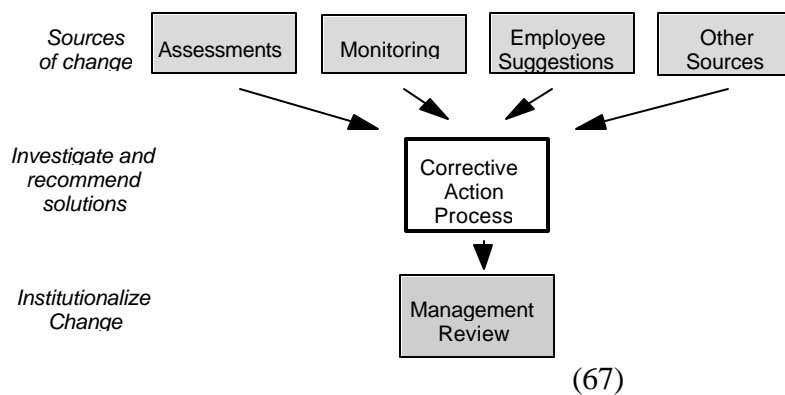 Sources
of change
Assessments
Monitoring
Employee
Suggestions
Other
Sources
Investigate and
recommend
solutions
Corrective
Action
Process
Institutionalize
Change
Management
Review
(67)